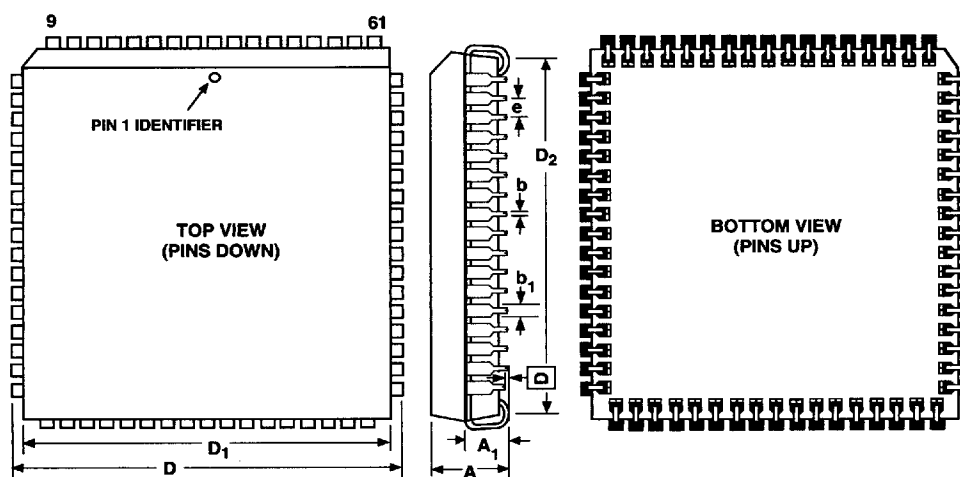 9
61
PIN 1 IDENTIFIER
TOP VIEW
(PINS DOWN)
D1
D
e
D2
b
b1
D
A1
A
BOTTOM VIEW
(PINS UP)